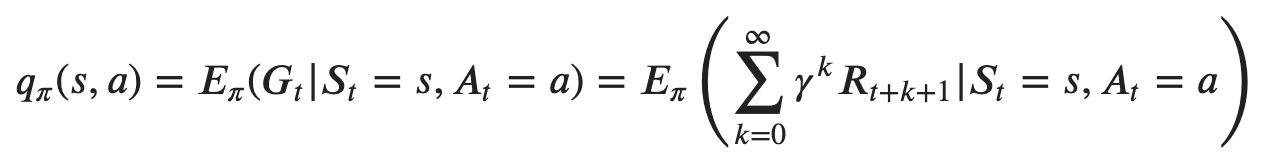 q_π(s, a) = E_π(G_t|S_t = s, A_t = a) = E_π(∑_{k=0}^{∞} γ^k R_{t+k+1}|S_t = s, A_t = a)